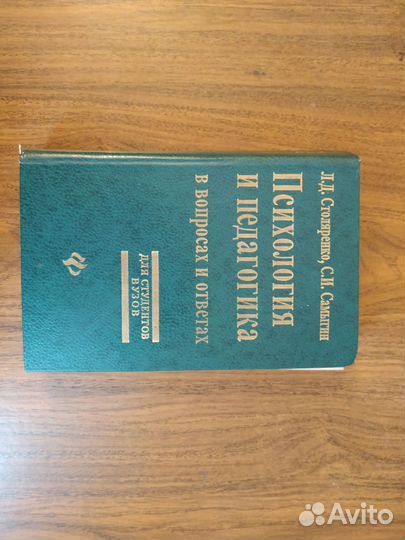 Л.Д. Столяренко, С.И. Самыгин
Психология
и педагогика
в вопросах и ответах
ДЛЯ СТУДЕНТОВ
ВУЗОВ
Avito